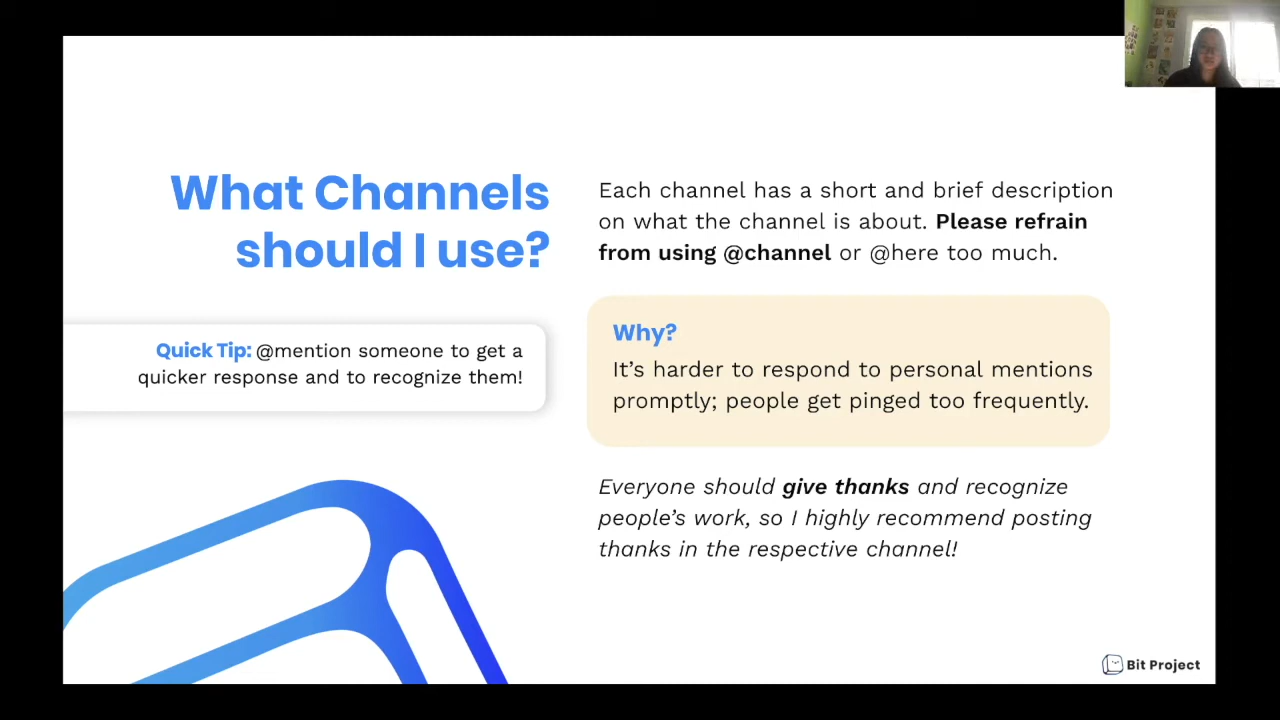 What Channels
should I use?
Quick Tip: @mention someone to get a
quicker response and to recognize them!
Each channel has a short and brief description
on what the channel is about. Please refrain
from using @channel or @here too much.
Why?
It’s harder to respond to personal mentions
promptly; people get pinged too frequently.
Everyone should give thanks and recognize
people’s work, so I highly recommend posting
thanks in the respective channel!
Bit Project